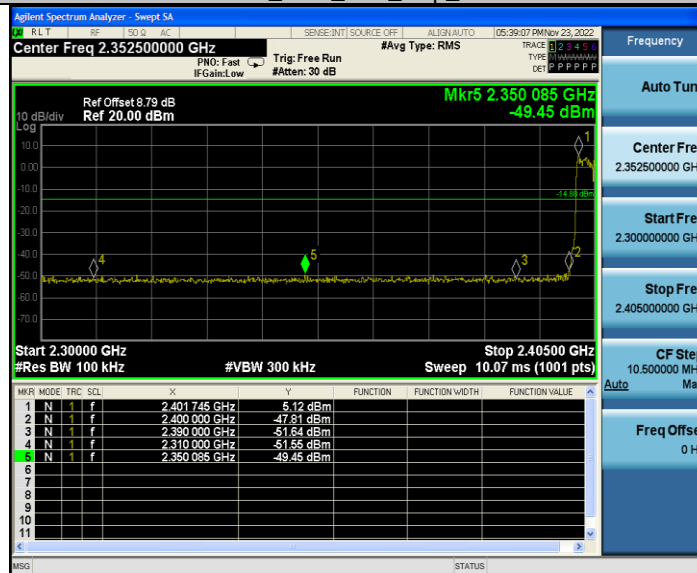 Agilent Spectrum Analyzer - Swept SA
RLT RF 50 Ω AC SENSE:INT SOURCE OFF ALIGN AUTO 05:39:07 PM Nov 23, 2022
Center Freq 2.352500000 GHz
PNO: Fast
IFGain:Low
Trig: Free Run
#Atten: 30 dB
#Avg Type: RMS
TRACE 1 2 3 4 5 6
TYPE M
DET P P P P P P
Ref Offset 8.79 dB
Ref 20.00 dBm
10 dB/div
Log
Mkr5 2.350 085 GHz
-49.45 dBm
10.0
0.00
-10.0
-20.0
-30.0
-40.0
-50.0
-60.0
-70.0
1
2
3
4
5
Start 2.30000 GHz
Stop 2.40500 GHz
#Res BW 100 kHz
#VBW 300 kHz
Sweep 10.07 ms (1001 pts)
MKR MODE TRC SCL X Y FUNCTION FUNCTION WIDTH FUNCTION VALUE
1 N 1 f 2.401 745 GHz 5.12 dBm
2 N 1 f 2.400 000 GHz -47.81 dBm
3 N 1 f 2.390 000 GHz -51.64 dBm
4 N 1 f 2.310 000 GHz -51.55 dBm
5 N 1 f 2.350 085 GHz -49.45 dBm
6
7
8
9
10
11
MSG
STATUS
Frequency
Auto Tun
Center Fre
2.352500000 GH
Start Fre
2.300000000 GH
Stop Fre
2.405000000 GH
CF Ste
10.500000 MH
Auto Ma
Freq Offse
0 H